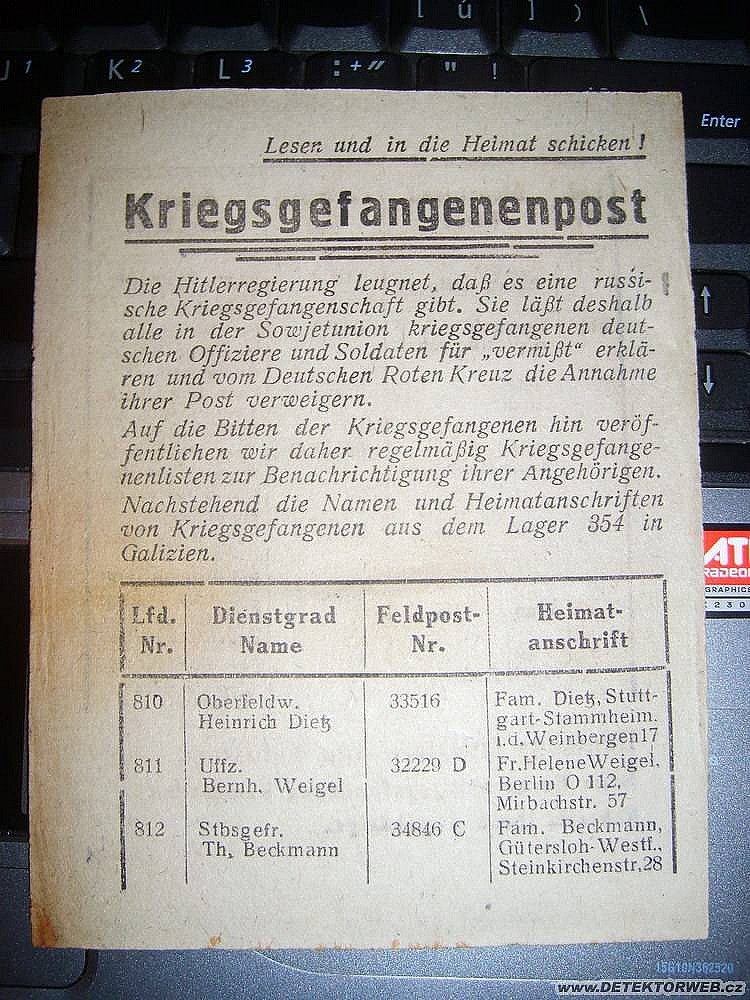 [ ú ] ) \
J 1 K 2 L 3 : + " " !
Enter
Lesen und in die Heimat schicken!
Kriegsgefangenenpost
Die Hitlerregierung leugnet, daß es eine russi-
sche Kriegsgefangenschaft gibt. Sie läßt deshalb
alle in der Sowjetunion kriegsgefangenen deut-
schen Offiziere und Soldaten für „vermißt“ erklä-
ren und vom Deutschen Roten Kreuz die Annahme
ihrer Post verweigern.
Auf die Bitten der Kriegsgefangenen hin veröf-
fentlichen wir daher regelmäßig Kriegsgefange-
nenlisten zur Benachrichtigung ihrer Angehörigen.
Nachstehend die Namen und Heimatanschriften
von Kriegsgefangenen aus dem Lager 354 in
Galizien.
Lfd. Nr. Dienstgrad Name Feldpost-Nr. Heimat-anschrift
810 Oberfeldw. 33516 Fam. Dietz, Stutt-
Heinrich Dietz gart-Stammheim.
i.d. Weinbergen 17
811 Uffz. 32229 D Fr. Helene Weigel,
Bernh. Weigel Berlin O 112,
Mirbachstr. 57
812 Stbsgefr. 34846 C Fam. Beckmann,
Th. Beckmann Gütersloh-Westf.,
Steinkirchenstr. 28
ATI
RADEON
GRAPHICS
X230
15G10N362520
www.DETEKTORWEB.cz